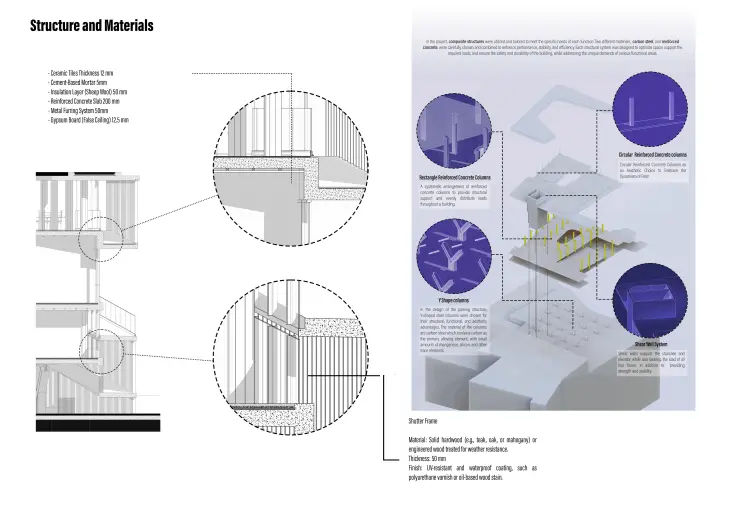 Structure and Materials
In the project, composite structures were utilized and tailored to meet the specific needs of each function. Two different materials, carbon steel and reinforced
concrete, were carefully chosen and combined to enhance performance, stability, and efficiency. Each structural system was designed to optimize space, support the
required loads, and ensure the safety and durability of the building, while addressing the unique demands of various functional areas.
- Ceramic Tiles Thickness 12 mm
- Cement-Based Mortar 5mm
- Insulation Layer (Sheep Wool) 50 mm
- Reinforced Concrete Slab 200 mm
- Metal Furring System 50mm
- Gypsum Board (False Ceiling) 12.5 mm
Rectangle Reinforced Concrete Columns
A systematic arrangement of reinforced
concrete columns to provide structural
support and evenly distribute loads
throughout a building.
Circular Reinforced Concrete columns
Circular Reinforced Concrete Columns as
an Aesthetic Choice to Enhance the
Y Shape columns
In the design of the parking structure,
Y-shaped steel columns were chosen for
their structural, functional, and aesthetic
advantages. The material of the columns
are carbon steel which contains carbon as
the primary alloying element, with small
amounts of manganese, silicon and other
trace elements.
Shear Wall System
Shear walls support the staircase and
elevator while also bearing the load of all
four floors in addition to providing
strength and stability.
Shutter Frame
Material: Solid hardwood (e.g., teak, oak, or mahogany) or
engineered wood treated for weather resistance.
Thickness: 50 mm
Finish: UV-resistant and waterproof coating, such as
polyurethane varnish or oil-based wood stain.